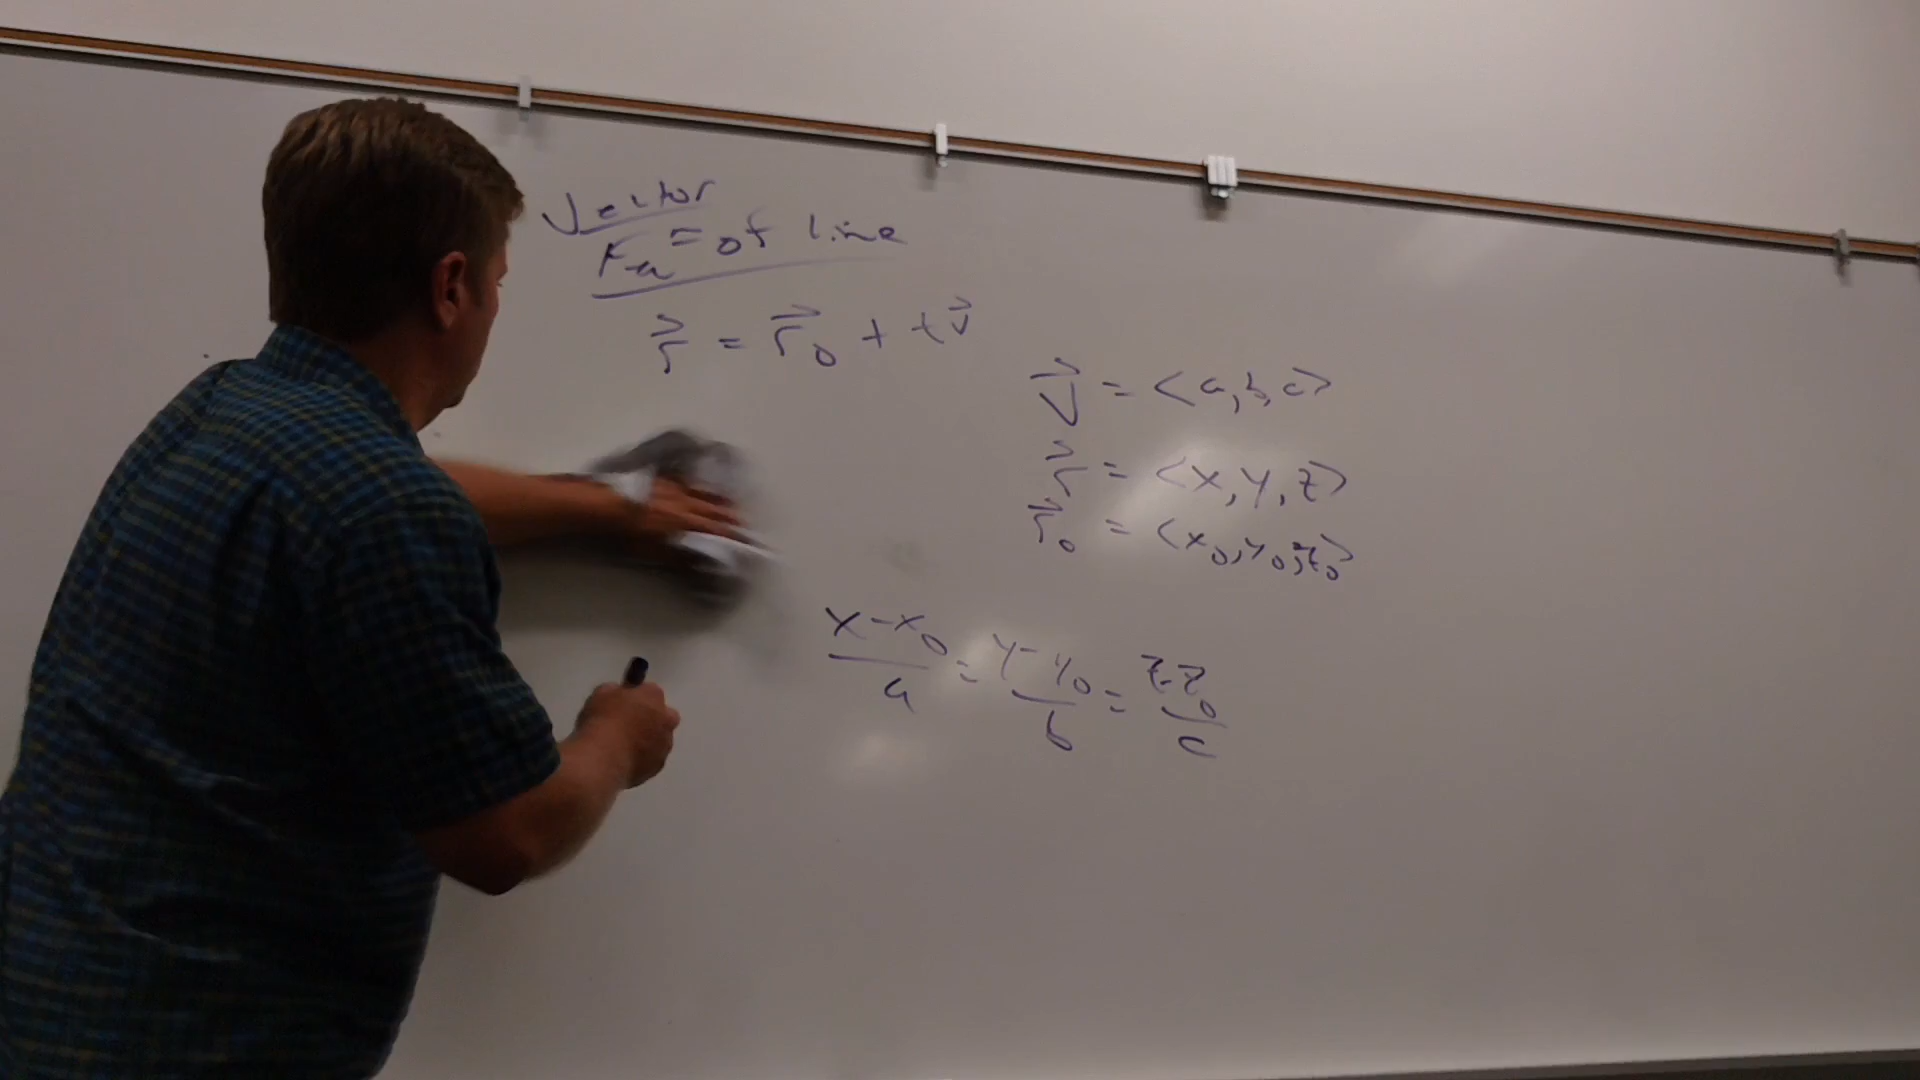 Vector
Eq= of line
r⃗ = r⃗₀ + tv⃗
v⃗ = <a, b, c>
r⃗ = <x, y, z>
r⃗₀ = <x₀, y₀, z₀>
x-x₀/a = y-y₀/b = z-z₀/c